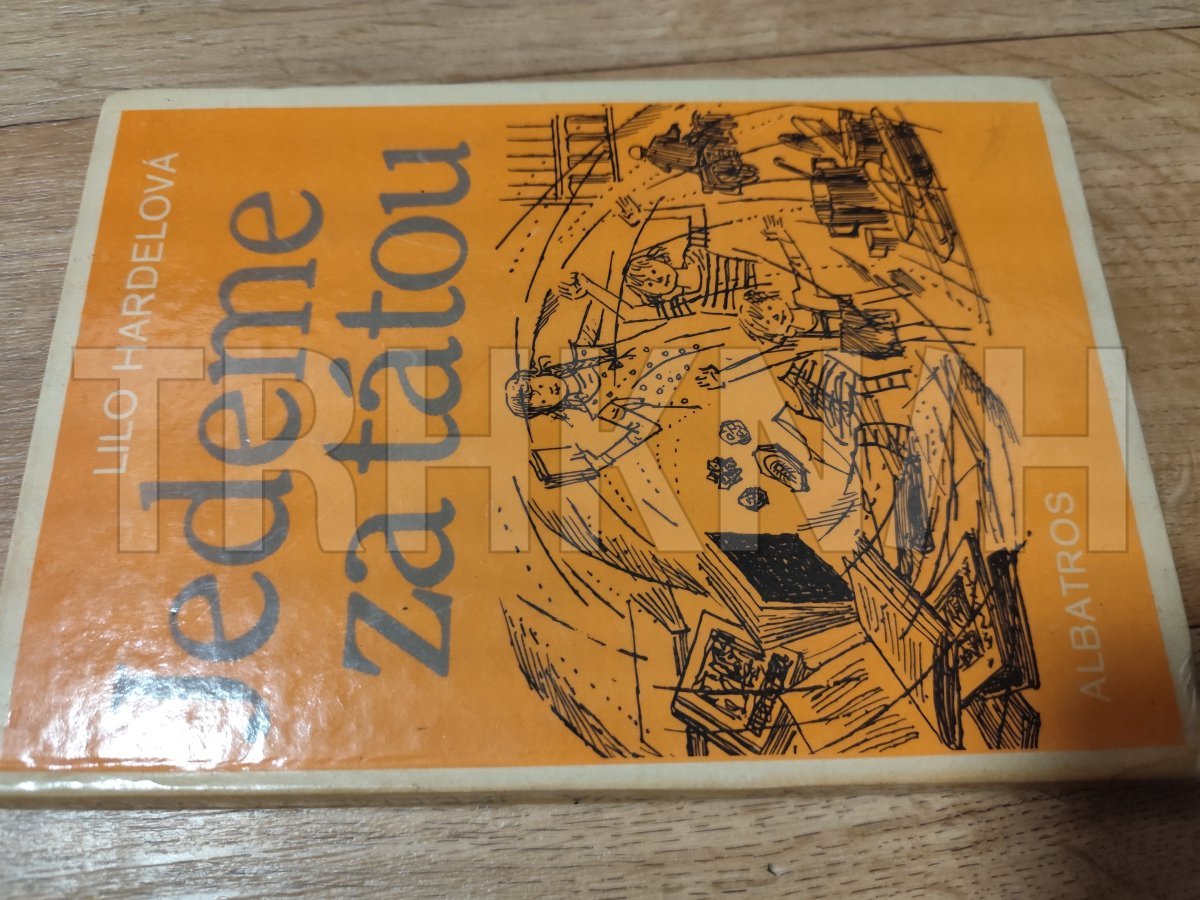 LILO HARDELOVÁ
Jedeme
za tátou
ALBATROS
TRHKNIH